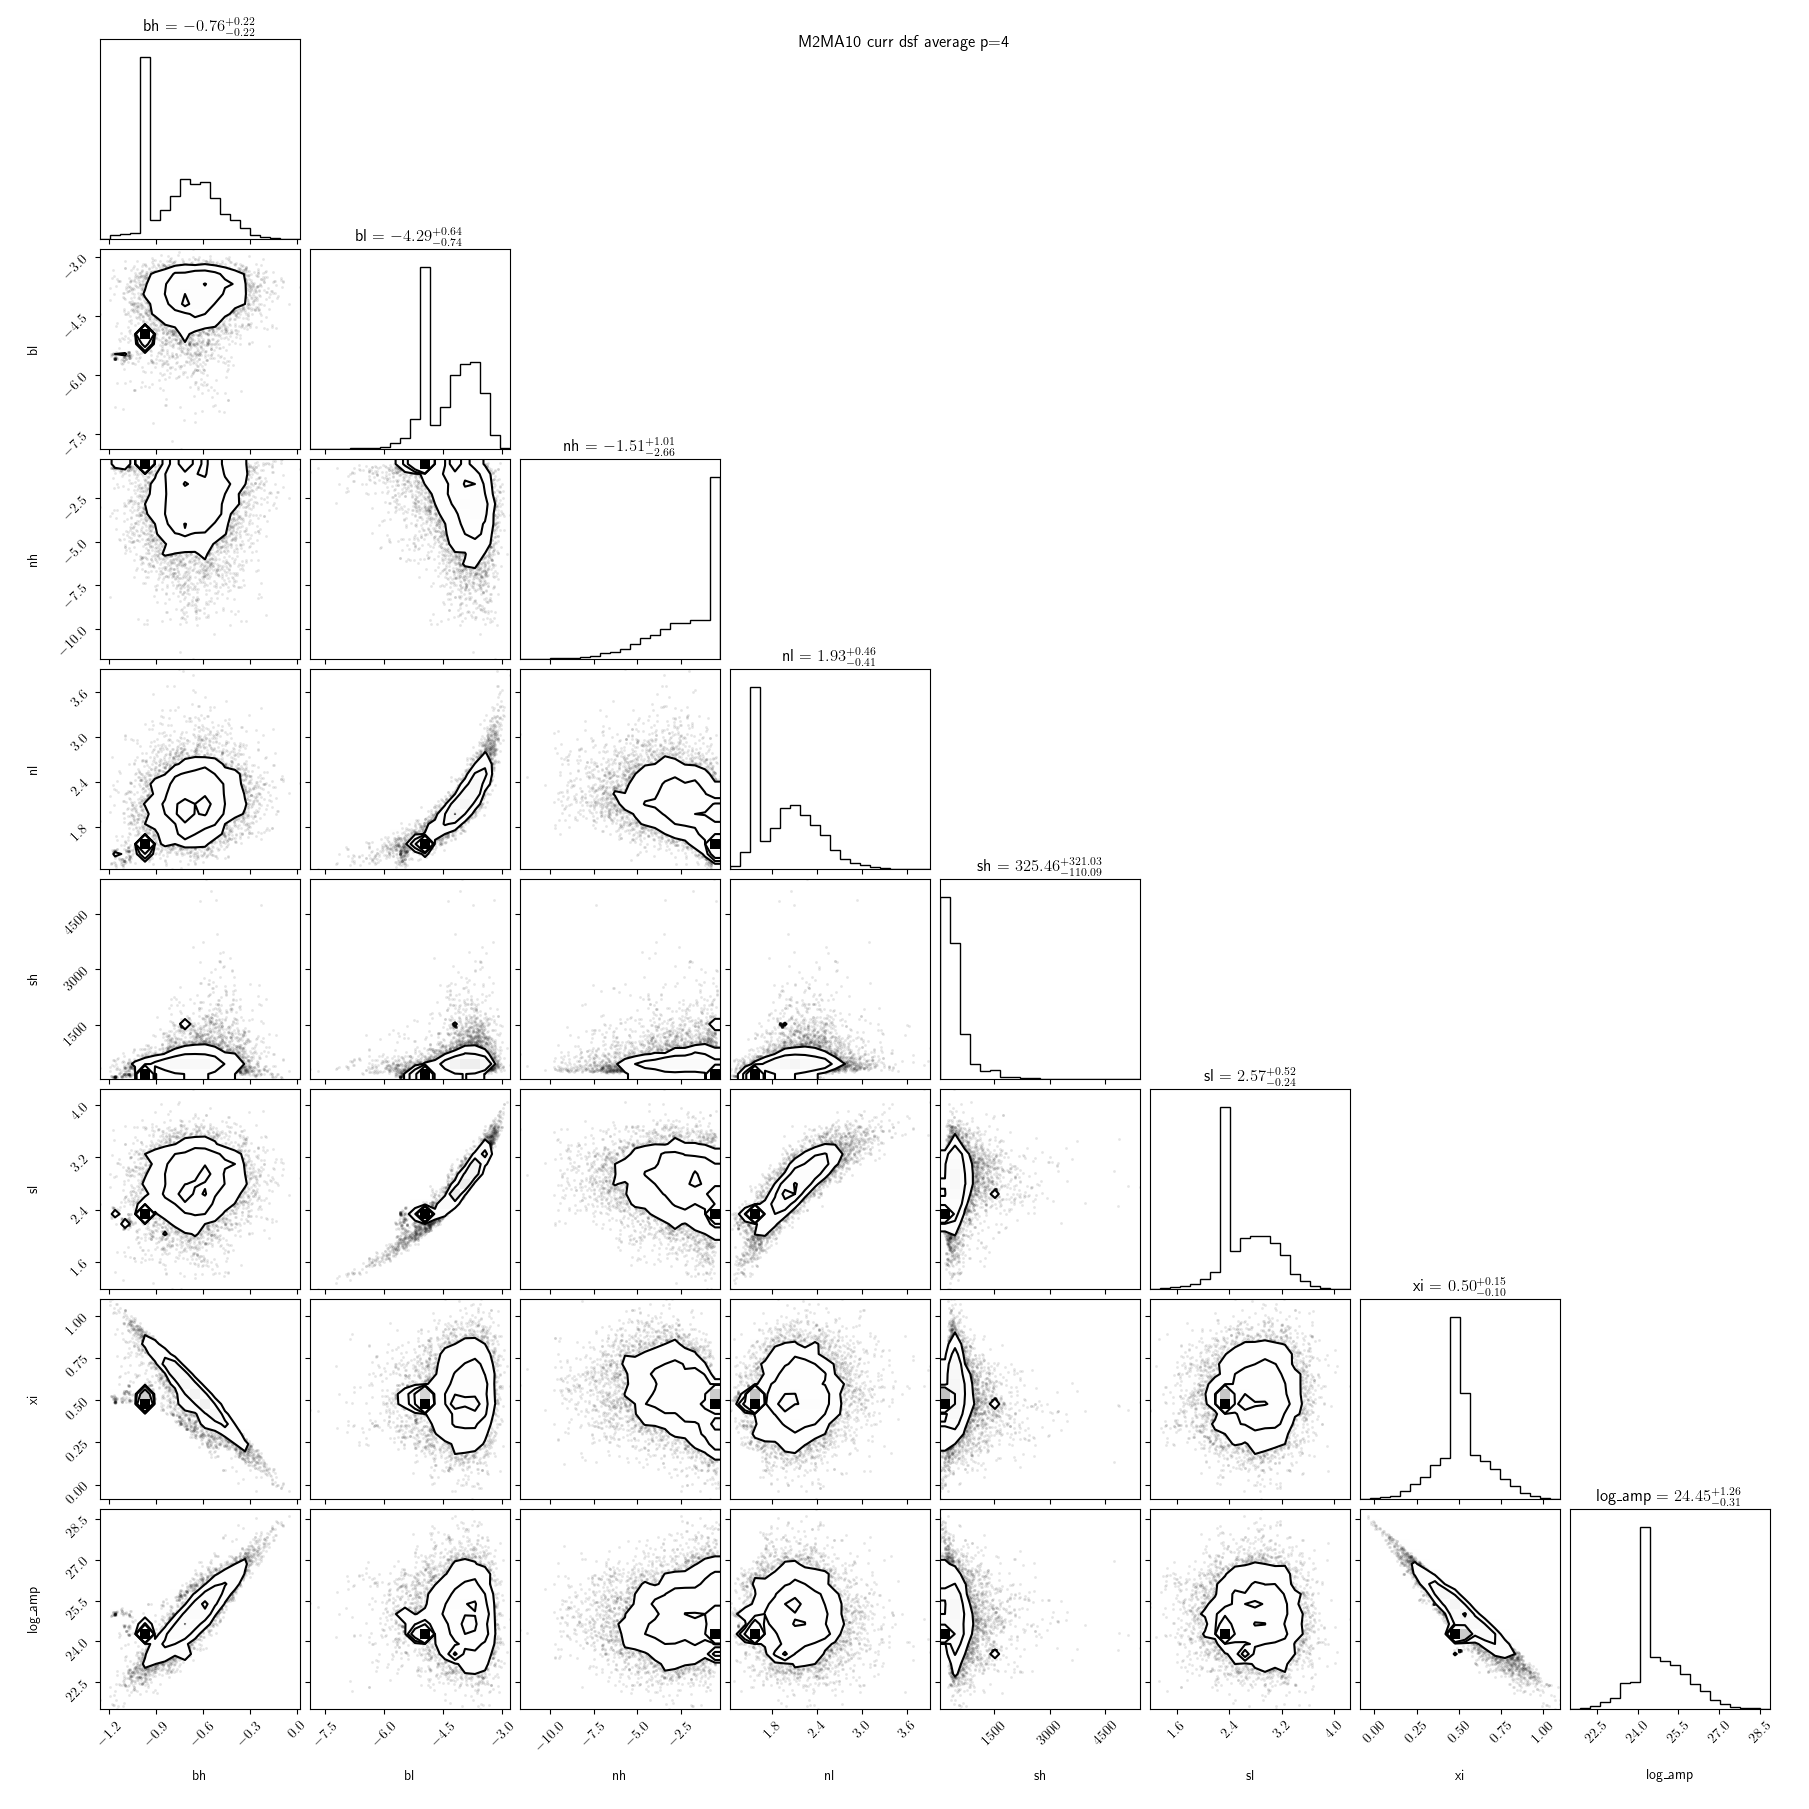 M2MA10 curr dsf average p=4
bh = −0.76+0.22−0.22
bl = −4.29+0.64−0.74
nh = −1.51+1.01−2.66
nl = 1.93+0.46−0.41
sh = 325.46+321.03−110.09
sl = 2.57+0.52−0.24
xi = 0.50+0.15−0.10
log_amp = 24.45+1.26−0.31
−3.0
−4.5
−6.0
−7.5
bl
−2.5
−5.0
−7.5
−10.0
nh
3.6
3.0
2.4
1.8
nl
4500
3000
1500
sh
4.0
3.2
2.4
1.6
sl
1.00
0.75
0.50
0.25
0.00
xi
28.5
27.0
25.5
24.0
22.5
log_amp
−1.2 −0.9 −0.6 −0.3 0.0 −7.5 −6.0 −4.5 −3.0 −10.0 −7.5 −5.0 −2.5 1.8 2.4 3.0 3.6 1500 3000 4500 1.6 2.4 3.2 4.0 0.00 0.25 0.50 0.75 1.00 22.5 24.0 25.5 27.0 28.5
bh bl nh nl sh sl xi log_amp